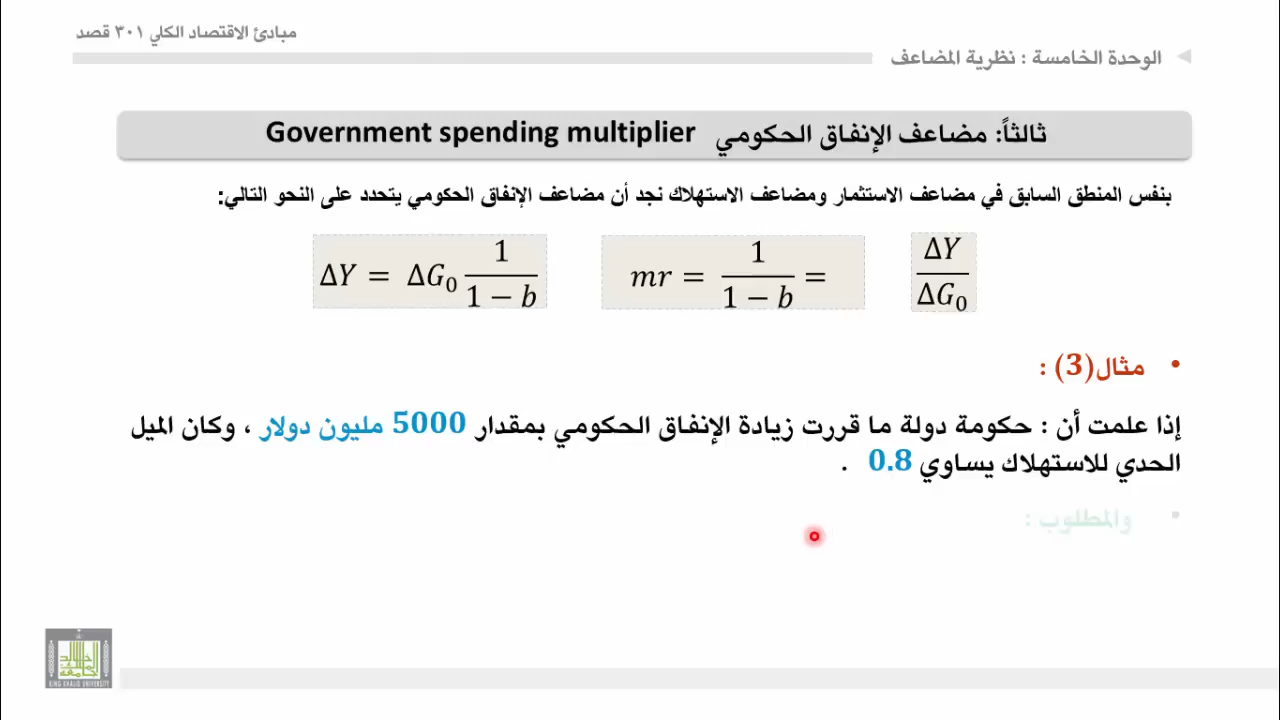 مبادئ الاقتصاد الكلي ٣٠١ قصد
الوحدة الخامسة : نظرية المضاعف
ثالثاً: مضاعف الإنفاق الحكومي Government spending multiplier
بنفس المنطق السابق في مضاعف الاستثمار ومضاعف الاستهلاك نجد أن مضاعف الإنفاق الحكومي يتحدد على النحو التالي:
ΔY = ΔG₀ 1/(1 − b)
mr = 1/(1 − b) =
ΔY/ΔG₀
• مثال(3) :
إذا علمت أن : حكومة دولة ما قررت زيادة الإنفاق الحكومي بمقدار 5000 مليون دولار ، وكان الميل
الحدي للاستهلاك يساوي 0.8 .
والمطلوب :
KING KHALID UNIVERSITY